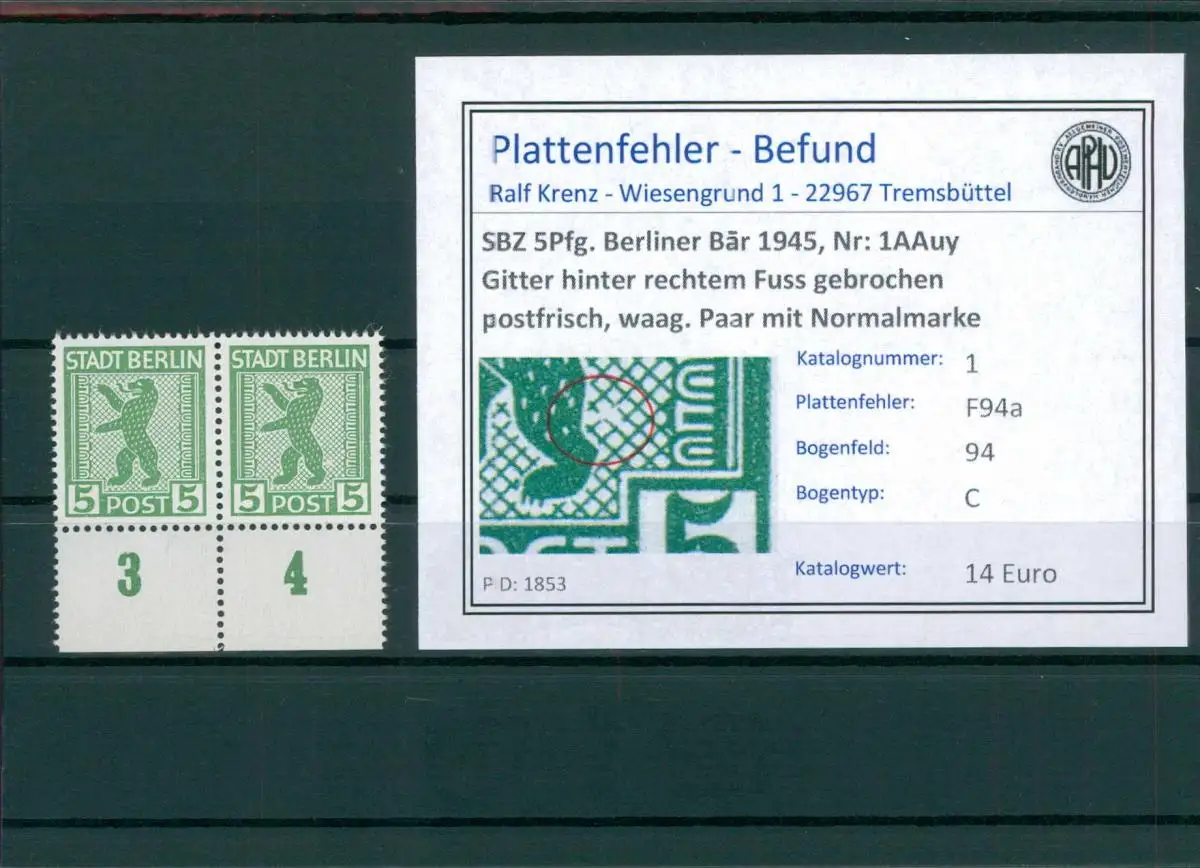 STADT BERLIN
5 POST 5
3
STADT BERLIN
5 POST 5
4
Plattenfehler - Befund
Ralf Krenz - Wiesengrund 1 - 22967 Tremsbüttel
APHV
SBZ 5Pfg. Berliner Bär 1945, Nr: 1AAuy
Gitter hinter rechtem Fuss gebrochen
postfrisch, waag. Paar mit Normalmarke
Katalognummer: 1
Plattenfehler: F94a
Bogenfeld: 94
Bogentyp: C
Katalogwert: 14 Euro
P D: 1853